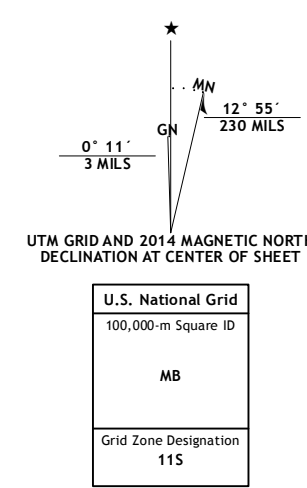 MN
12° 55´
230 MILS
GN
0° 11´
3 MILS
UTM GRID AND 2014 MAGNETIC NORTH
DECLINATION AT CENTER OF SHEET
U.S. National Grid
100,000-m Square ID
MB
Grid Zone Designation
11S